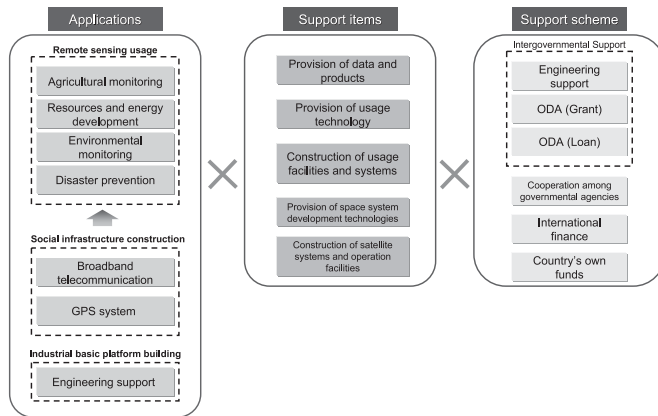 Applications
Remote sensing usage
Agricultural monitoring
Resources and energy
development
Environmental
monitoring
Disaster prevention
Social infrastructure construction
Broadband
telecommunication
GPS system
Industrial basic platform building
Engineering support
Support items
Provision of data and
products
Provision of usage
technology
Construction of usage
facilities and systems
Provision of space system
development technologies
Construction of satellite
systems and operation
facilities
Support scheme
Intergovernmental Support
Engineering
support
ODA (Grant)
ODA (Loan)
Cooperation among
governmental agencies
International
finance
Country's own
funds